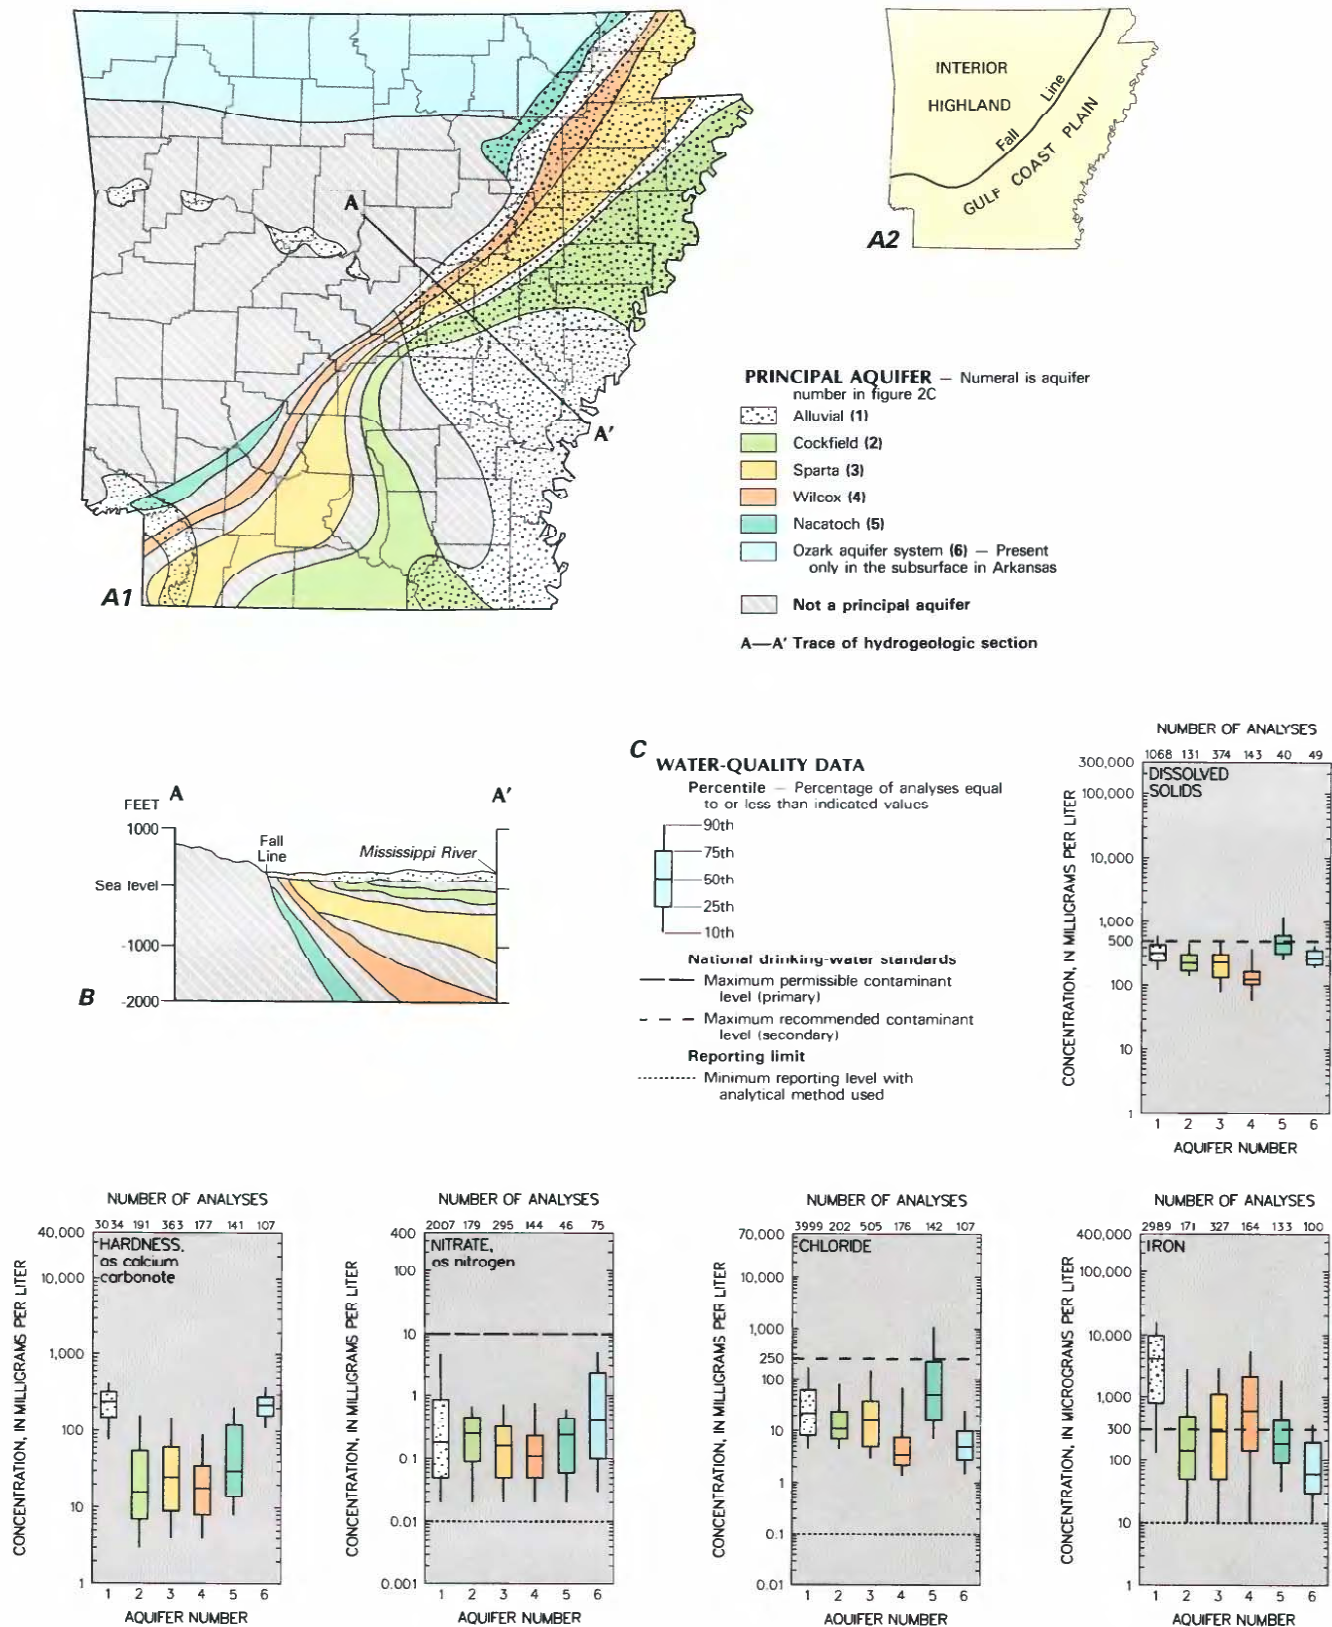 INTERIOR
HIGHLAND
Fall Line
GULF COAST PLAIN
A2
A
A'
A1
PRINCIPAL AQUIFER — Numeral is aquifer
number in figure 2C
Alluvial (1)
Cockfield (2)
Sparta (3)
Wilcox (4)
Nacatoch (5)
Ozark aquifer system (6) — Present
only in the subsurface in Arkansas
Not a principal aquifer
A—A' Trace of hydrogeologic section
FEET
A
A'
1000
Sea level
-1000
-2000
Fall
Line
Mississippi River
B
C
WATER-QUALITY DATA
Percentile — Percentage of analyses equal
to or less than indicated values
90th
75th
50th
25th
10th
National drinking-water standards
Maximum permissible contaminant
level (primary)
Maximum recommended contaminant
level (secondary)
Reporting limit
Minimum reporting level with
analytical method used
NUMBER OF ANALYSES
1068 131 374 143 40 49
DISSOLVED
SOLIDS
CONCENTRATION, IN MILLIGRAMS PER LITER
300,000
100,000
10,000
1,000
500
100
10
1
1 2 3 4 5 6
AQUIFER NUMBER
NUMBER OF ANALYSES
3034 191 363 177 141 107
HARDNESS,
as calcium
carbonate
CONCENTRATION, IN MILLIGRAMS PER LITER
40,000
10,000
1,000
100
10
1
1 2 3 4 5 6
AQUIFER NUMBER
NUMBER OF ANALYSES
2007 179 295 144 46 75
NITRATE,
as nitrogen
CONCENTRATION, IN MILLIGRAMS PER LITER
400
100
10
1
0.1
0.01
0.001
1 2 3 4 5 6
AQUIFER NUMBER
NUMBER OF ANALYSES
3999 202 505 176 142 107
CHLORIDE
CONCENTRATION, IN MILLIGRAMS PER LITER
70,000
10,000
1,000
250
100
10
1
0.1
0.01
1 2 3 4 5 6
AQUIFER NUMBER
NUMBER OF ANALYSES
2989 171 327 164 133 100
IRON
CONCENTRATION, IN MICROGRAMS PER LITER
400,000
100,000
10,000
1,000
300
100
10
1
1 2 3 4 5 6
AQUIFER NUMBER